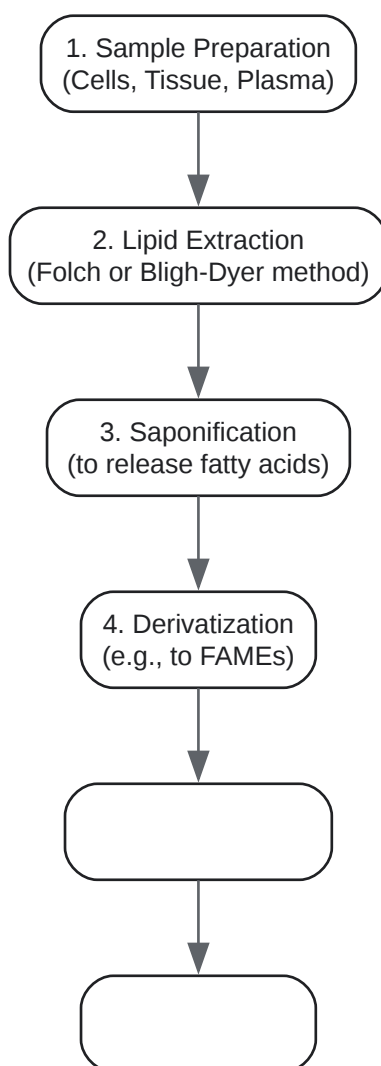 1. Sample Preparation
(Cells, Tissue, Plasma)
2. Lipid Extraction
(Folch or Bligh-Dyer method)
3. Saponification
(to release fatty acids)
4. Derivatization
(e.g., to FAMEs)